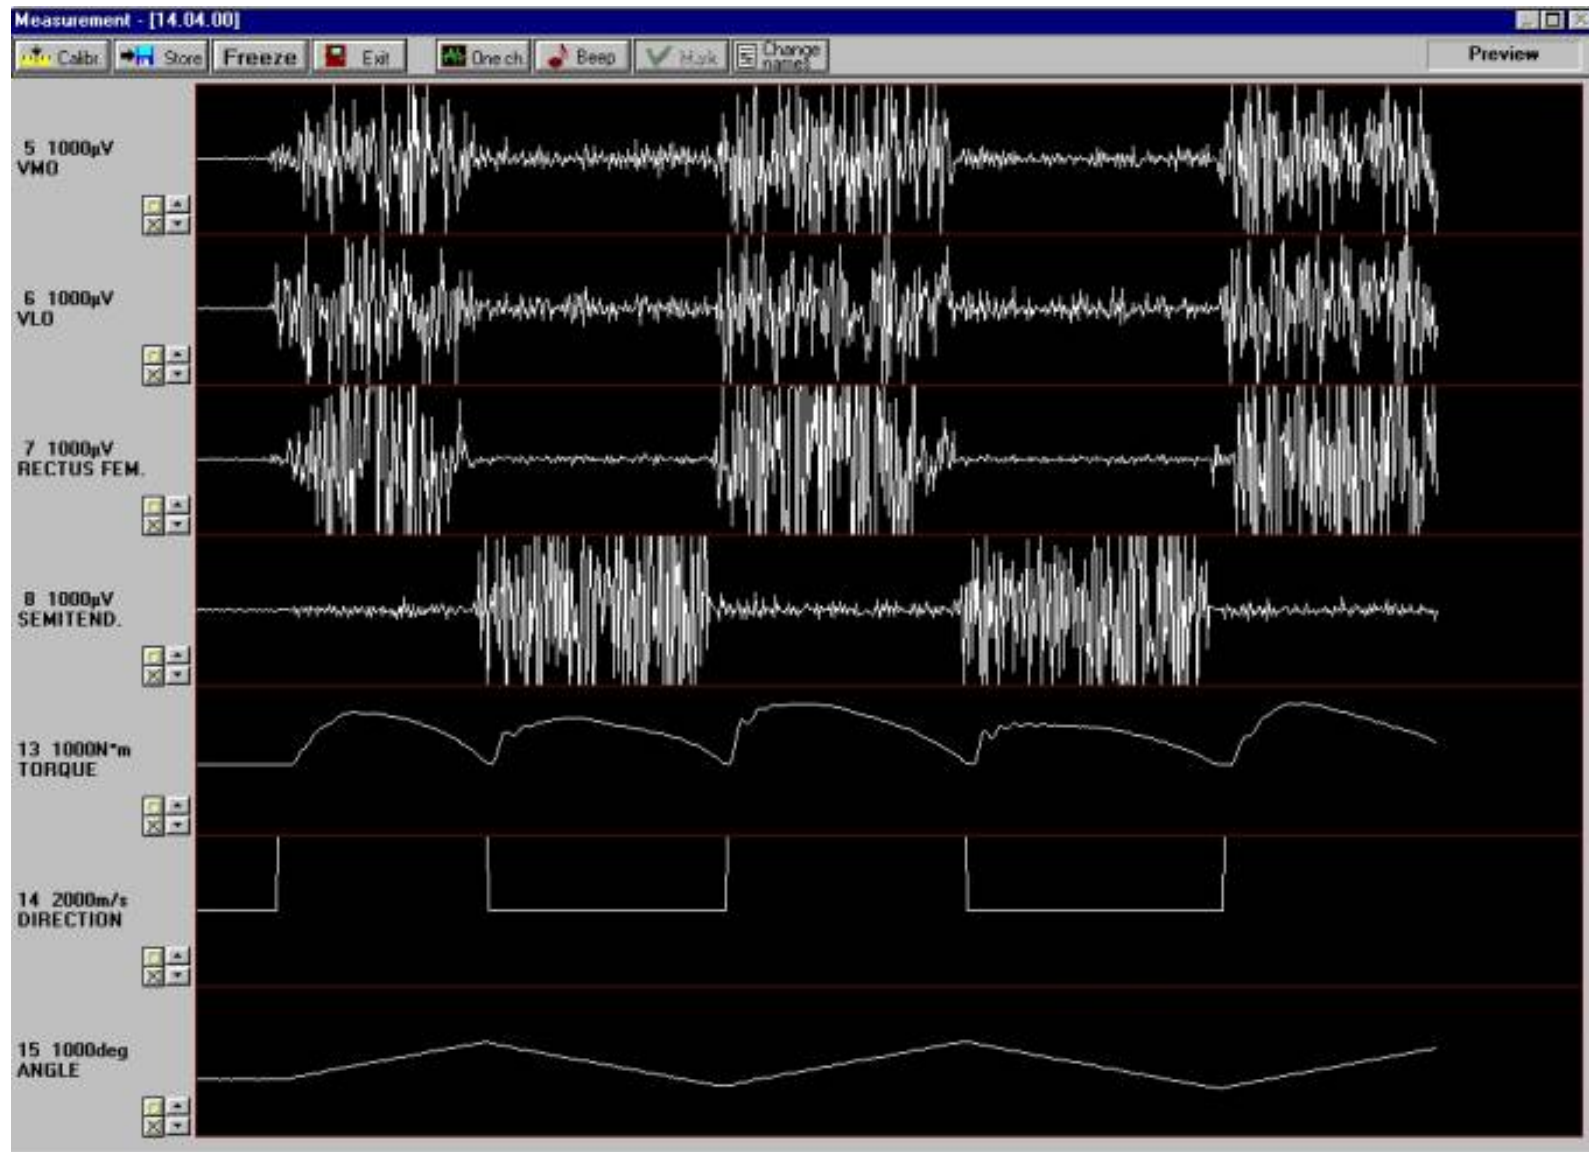 Measurement - [14.04.00]
Calibr. Store Freeze Exit One ch. Beep Mark Change names Preview
5 1000µV
VMO
6 1000µV
VLO
7 1000µV
RECTUS FEM.
8 1000µV
SEMITEND.
13 1000N*m
TORQUE
14 2000m/s
DIRECTION
15 1000deg
ANGLE